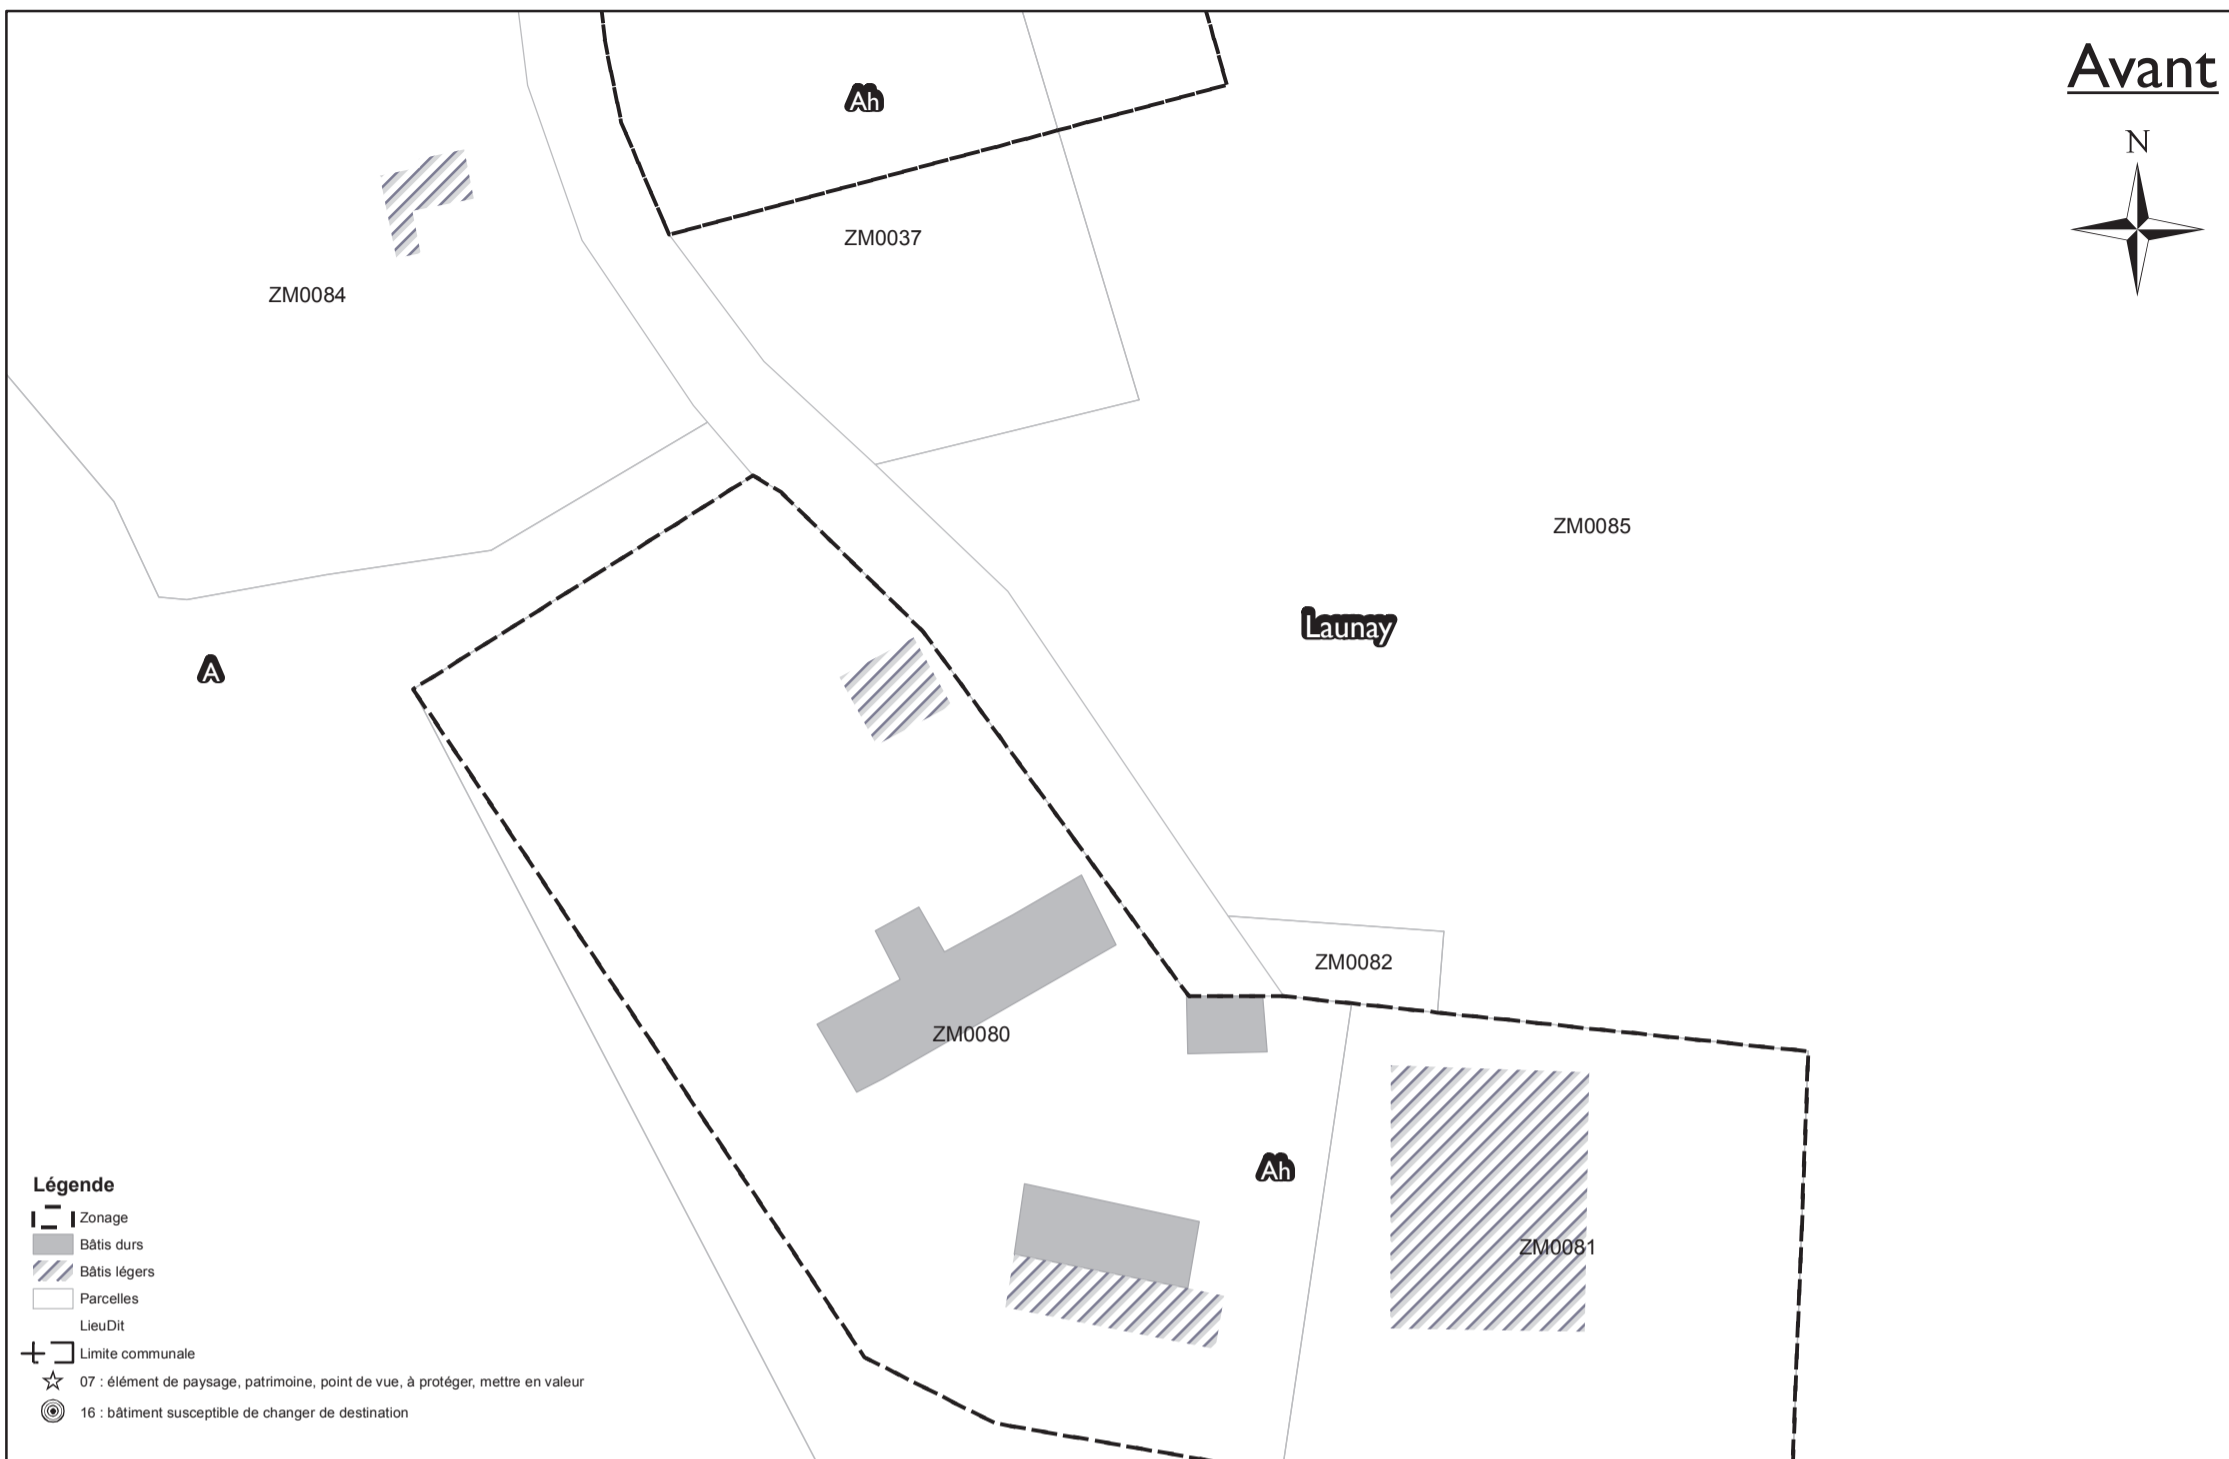 Avant
N
Ah
ZM0037
ZM0084
ZM0085
Launay
A
ZM0082
ZM0080
Ah
ZM0081
Légende
Zonage
Bâtis durs
Bâtis légers
Parcelles
LieuDit
Limite communale
07 : élément de paysage, patrimoine, point de vue, à protéger, mettre en valeur
16 : bâtiment susceptible de changer de destination